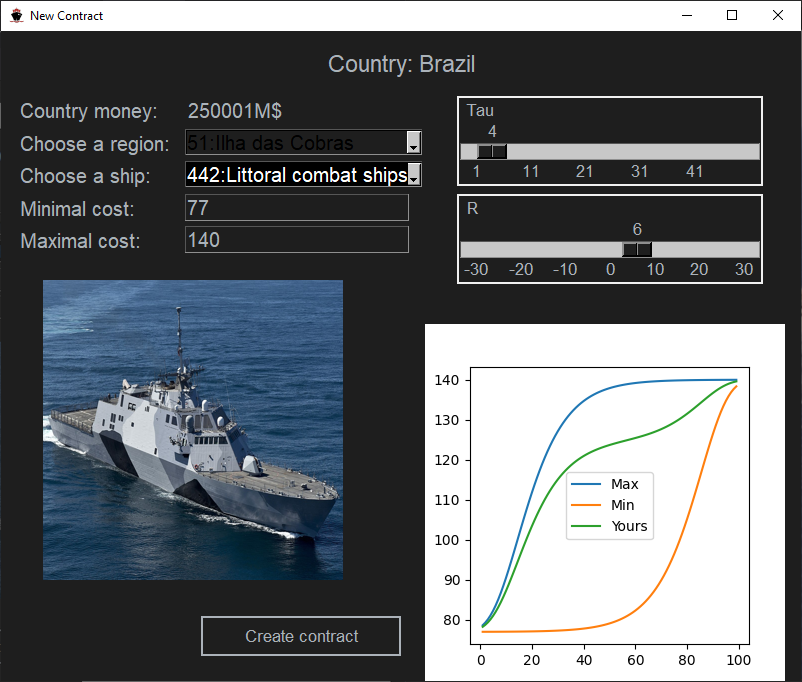 New Contract
Country: Brazil
Country money: 250001M$
Choose a region: 51:Ilha das Cobras
Choose a ship: 442:Littoral combat ships
Minimal cost: 77
Maximal cost: 140
Tau
4
1 11 21 31 41
R
6
-30 -20 -10 0 10 20 30
140
130
120
110
100
90
80
0 20 40 60 80 100
Max
Min
Yours
Create contract